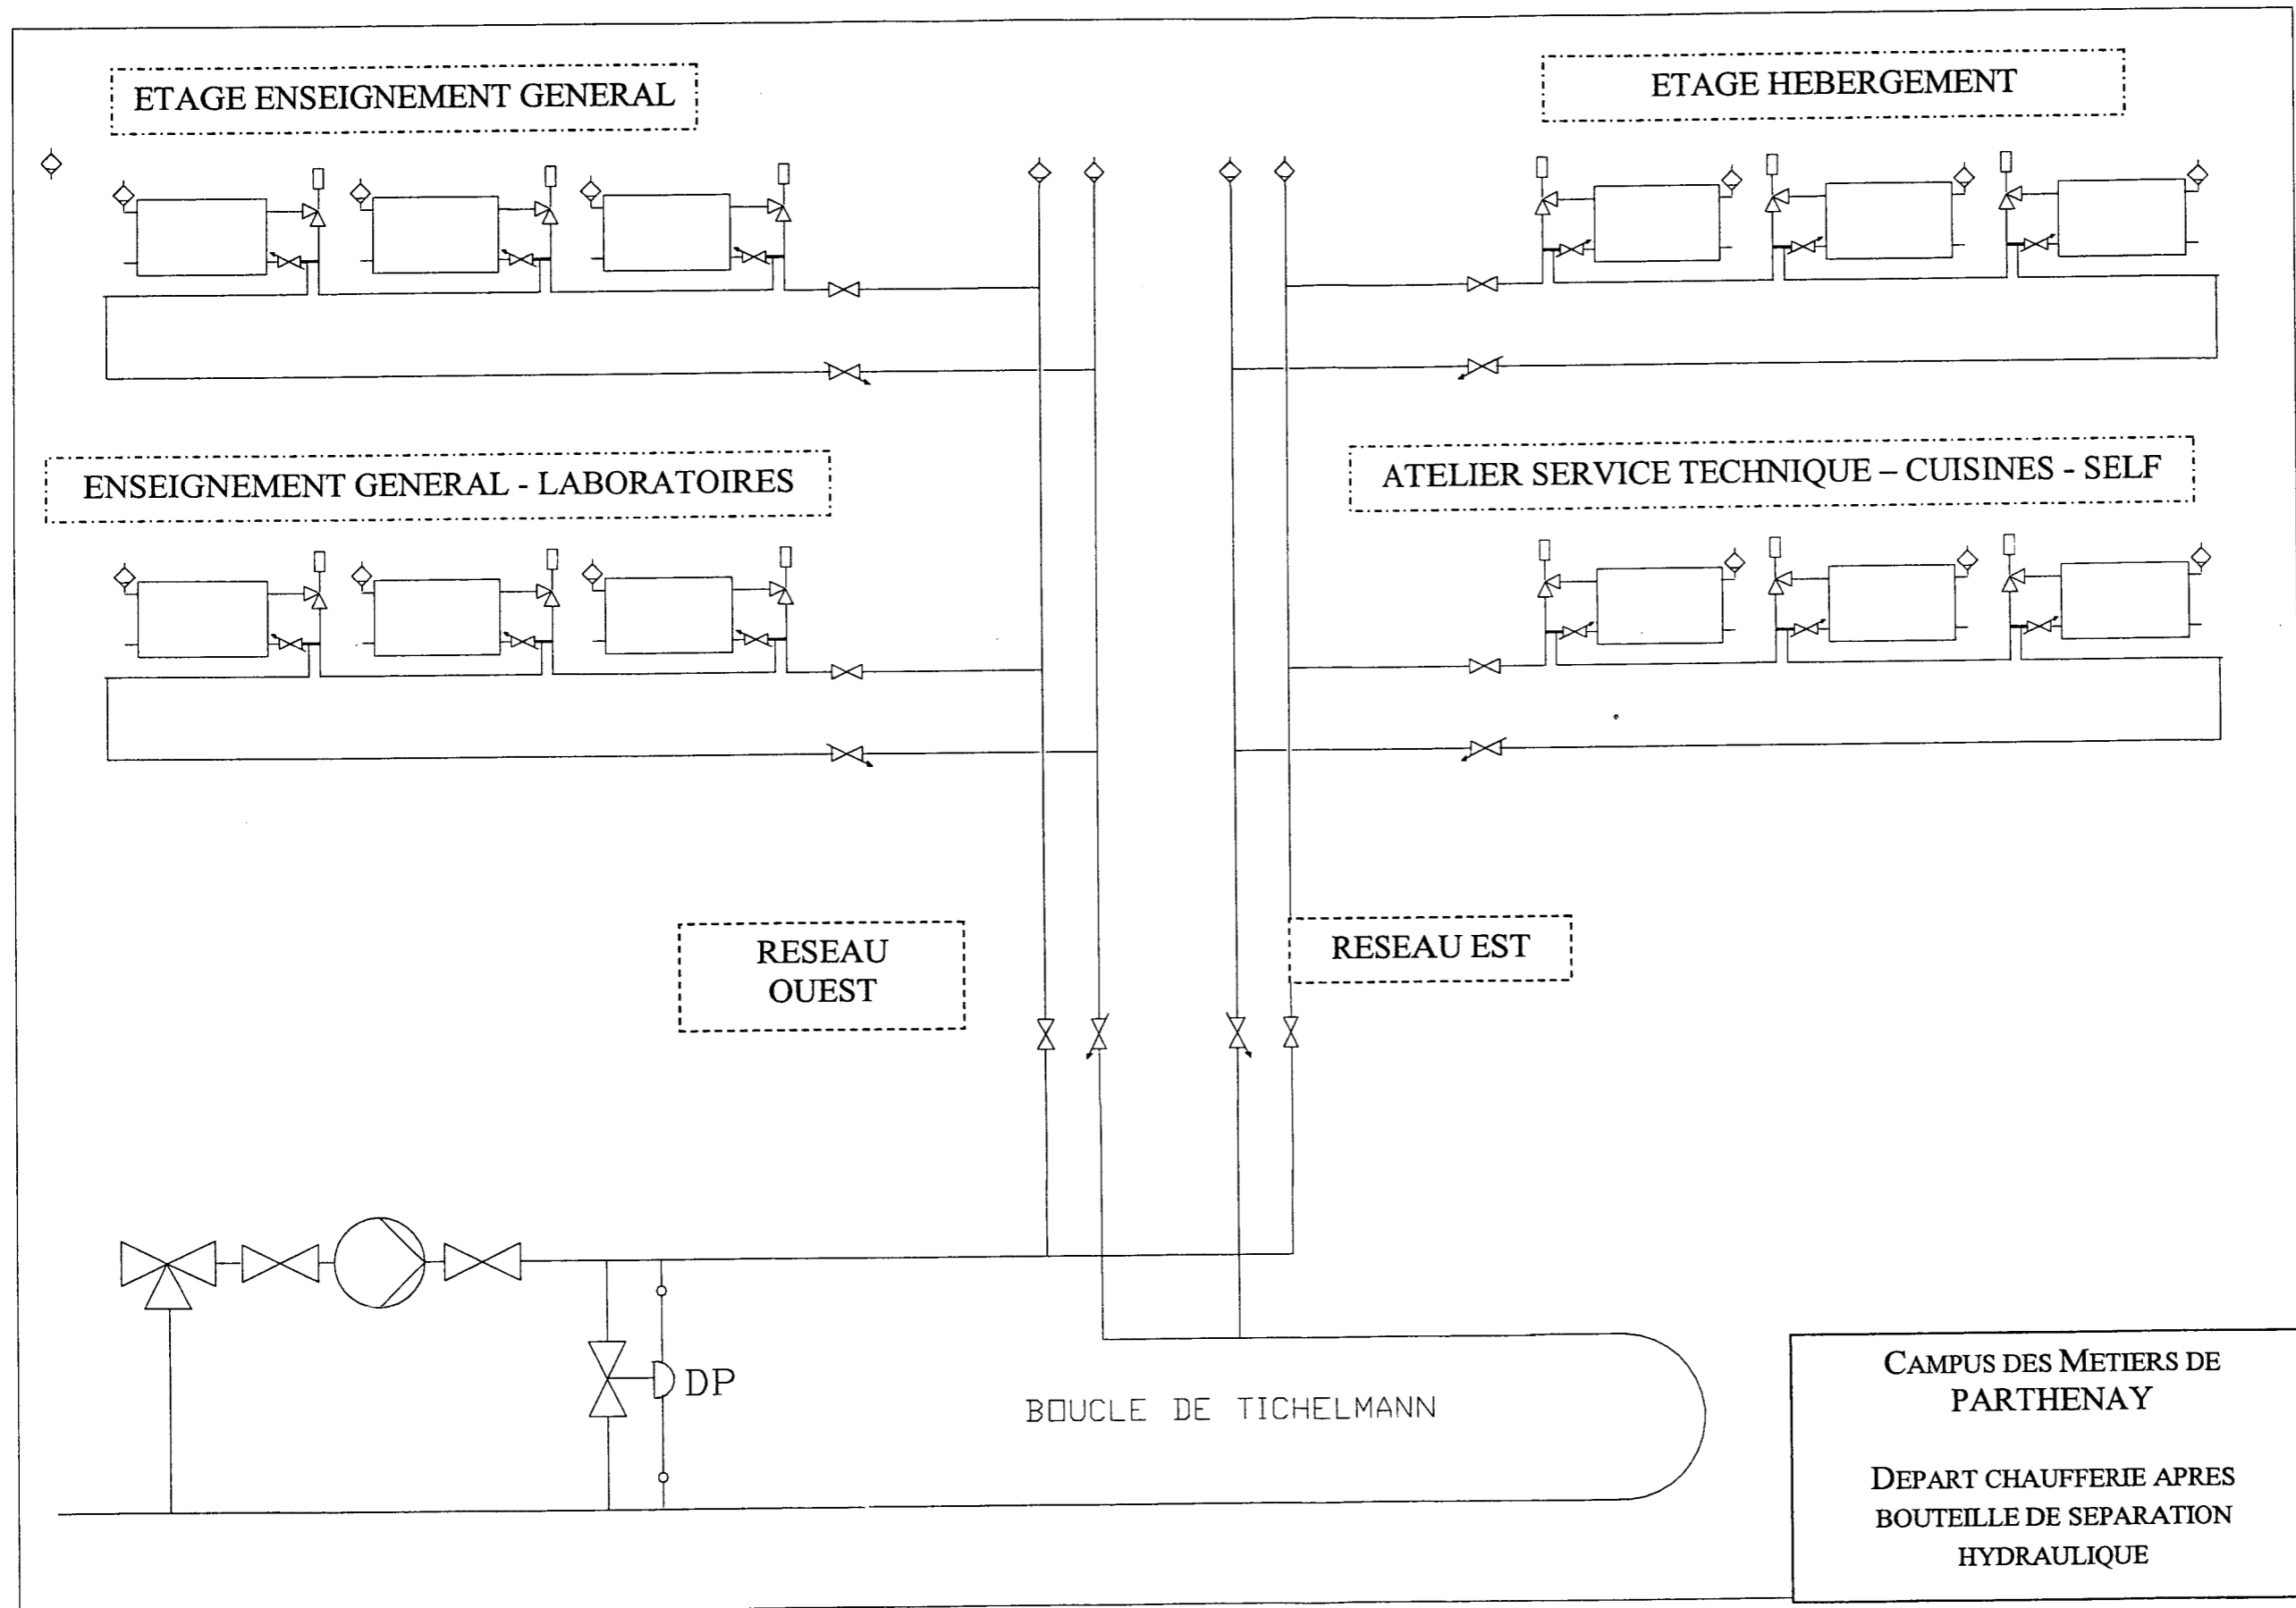 ETAGE ENSEIGNEMENT GENERAL
ETAGE HEBERGEMENT
ENSEIGNEMENT GENERAL - LABORATOIRES
ATELIER SERVICE TECHNIQUE – CUISINES - SELF
RESEAU
OUEST
RESEAU EST
DP
BOUCLE DE TICHELMANN
CAMPUS DES METIERS DE
PARTHENAY
DEPART CHAUFFERIE APRES
BOUTEILLE DE SEPARATION
HYDRAULIQUE